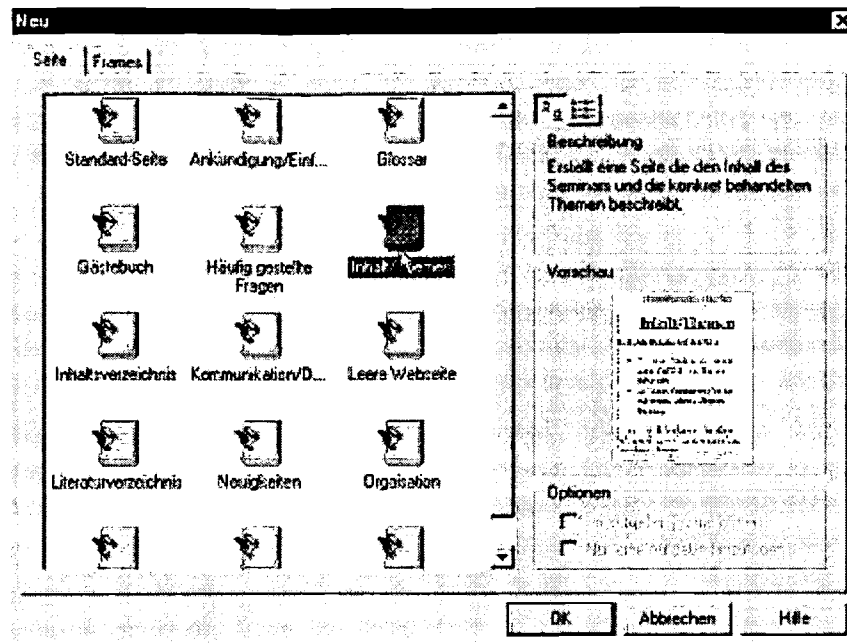 Neu
Seite Frames
Standard-Seite Ankündigung/Einf... Glossar
Gästebuch Häufig gestellte Fragen Inhalt/Themen
Inhaltsverzeichnis Kommunikation/D... Leere Webseite
Literaturverzeichnis Neuigkeiten Orgaisation
Beschreibung
Erstellt eine Seite die den Inhalt des
Seminars und die konkret behandelten
Themen beschreibt.
Vorschau
Inhalt/Themen
Optionen
OK Abbrechen Hilfe